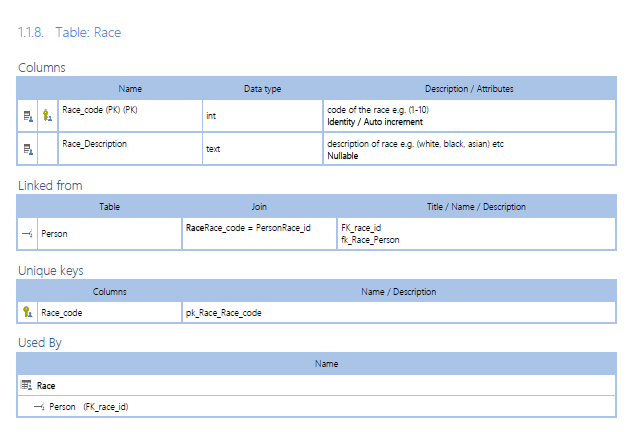 1.1.8. Table: Race
Columns
Name Data type Description / Attributes
Race_code (PK) (PK) int code of the race e.g. (1-10)
Identity / Auto increment
Race_Description text description of race e.g. (white, black, asian) etc
Nullable
Linked from
Table Join Title / Name / Description
Person RaceRace_code = PersonRace_id FK_race_id
fk_Race_Person
Unique keys
Columns Name / Description
Race_code pk_Race_Race_code
Used By
Name
Race
Person (FK_race_id)